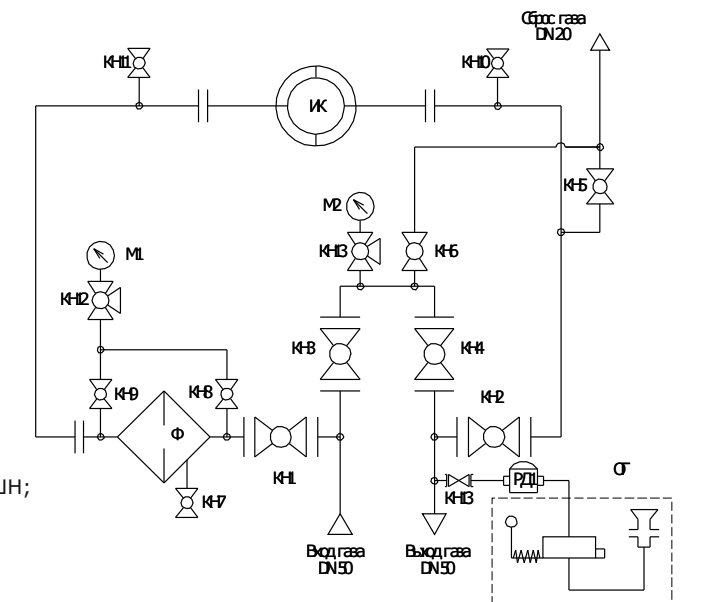 Сброс газа
DN 20
КН11
КН10
ИК
КН5
М2
КН13
КН6
М1
КН12
КН3
КН4
КН9
КН8
КН2
Ф
КН1
КН7
шн;
КН13
РД1
ОГ
Вход газа
DN 50
Выход газа
DN 50